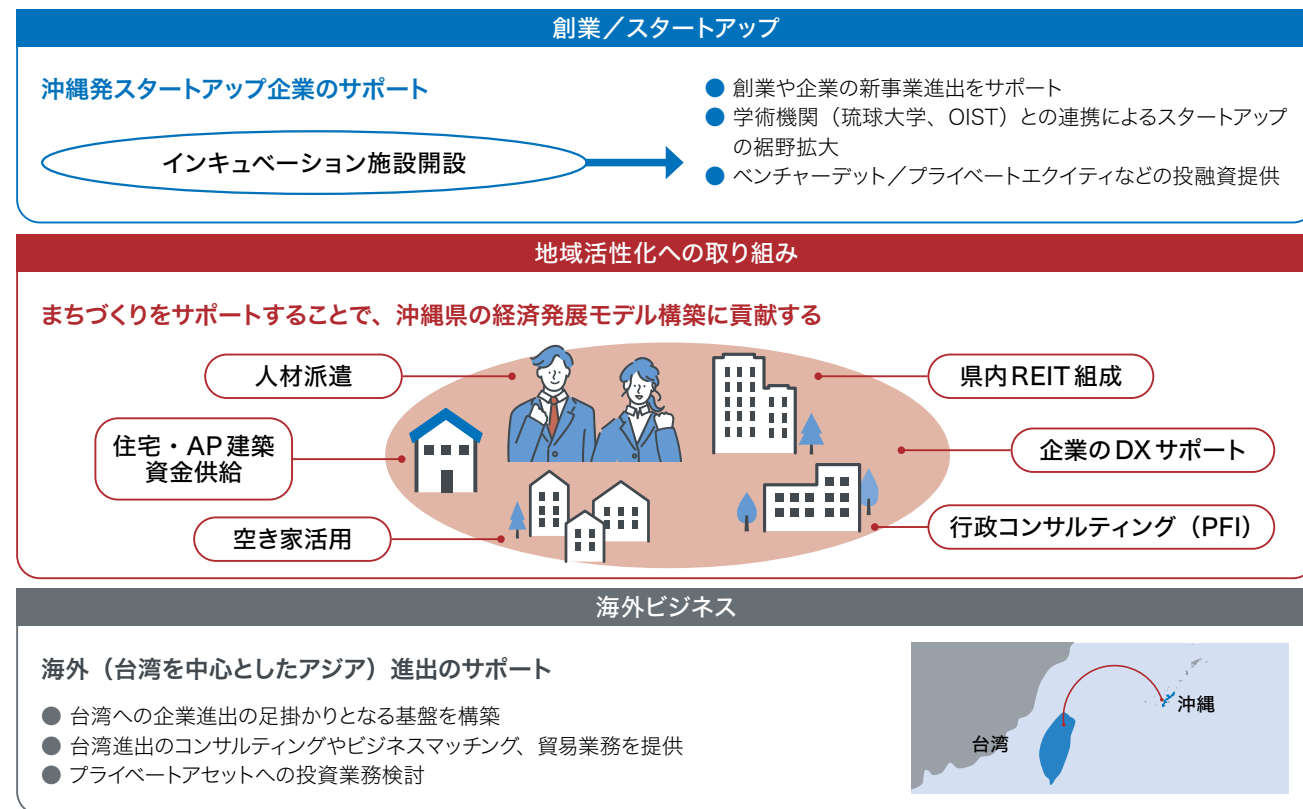 創業／スタートアップ
沖縄発スタートアップ企業のサポート
インキュベーション施設開設
● 創業や企業の新事業進出をサポート
● 学術機関（琉球大学、OIST）との連携によるスタートアップ
の裾野拡大
● ベンチャーデット／プライベートエクイティなどの投融資提供
地域活性化への取り組み
まちづくりをサポートすることで、沖縄県の経済発展モデル構築に貢献する
人材派遣
住宅・AP建築
資金供給
空き家活用
県内REIT組成
企業のDXサポート
行政コンサルティング（PFI）
海外ビジネス
海外（台湾を中心としたアジア）進出のサポート
● 台湾への企業進出の足掛かりとなる基盤を構築
● 台湾進出のコンサルティングやビジネスマッチング、貿易業務を提供
● プライベートアセットへの投資業務検討
沖縄
台湾